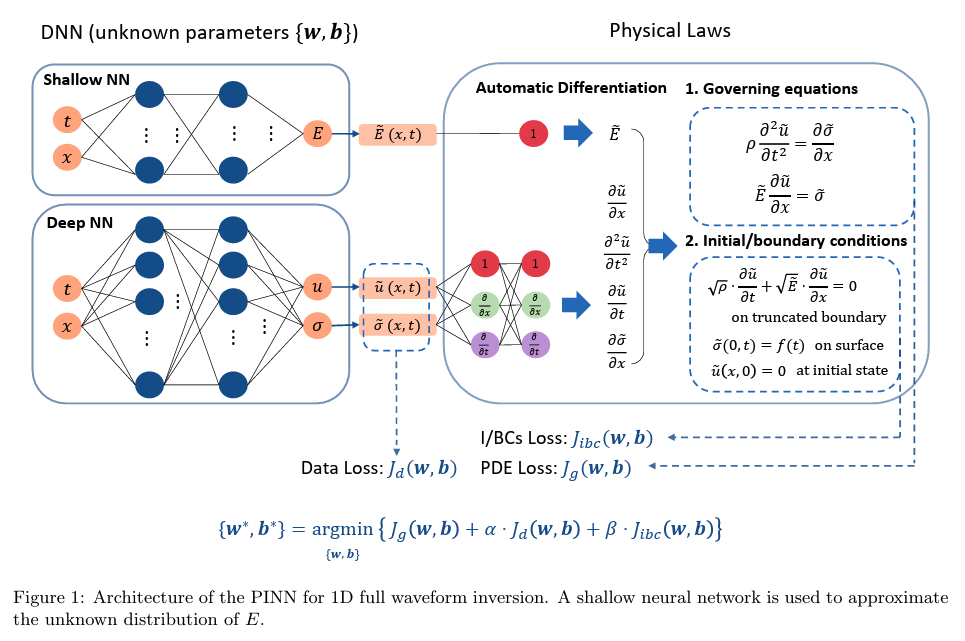 DNN (unknown parameters {w, b})
Physical Laws
Shallow NN
t
x
E
Ẽ (x, t)
Deep NN
t
x
u
σ
ũ (x, t)
σ̃ (x, t)
Automatic Differentiation
1
Ẽ
1 1
∂/∂x ∂/∂x
∂/∂t ∂/∂t
∂ũ/∂x
∂²ũ/∂t²
∂ũ/∂t
∂σ̃/∂x
1. Governing equations
ρ ∂²ũ/∂t² = ∂σ̃/∂x
Ẽ ∂ũ/∂x = σ̃
2. Initial/boundary conditions
√ρ · ∂ũ/∂t + √Ẽ · ∂ũ/∂x = 0
on truncated boundary
σ̃(0, t) = f(t) on surface
ũ(x, 0) = 0 at initial state
I/BCs Loss: J_ibc(w, b)
Data Loss: J_d(w, b)
PDE Loss: J_g(w, b)
{w*, b*} = argmin {J_g(w, b) + α · J_d(w, b) + β · J_ibc(w, b)}
{w, b}
Figure 1: Architecture of the PINN for 1D full waveform inversion. A shallow neural network is used to approximate
the unknown distribution of E.